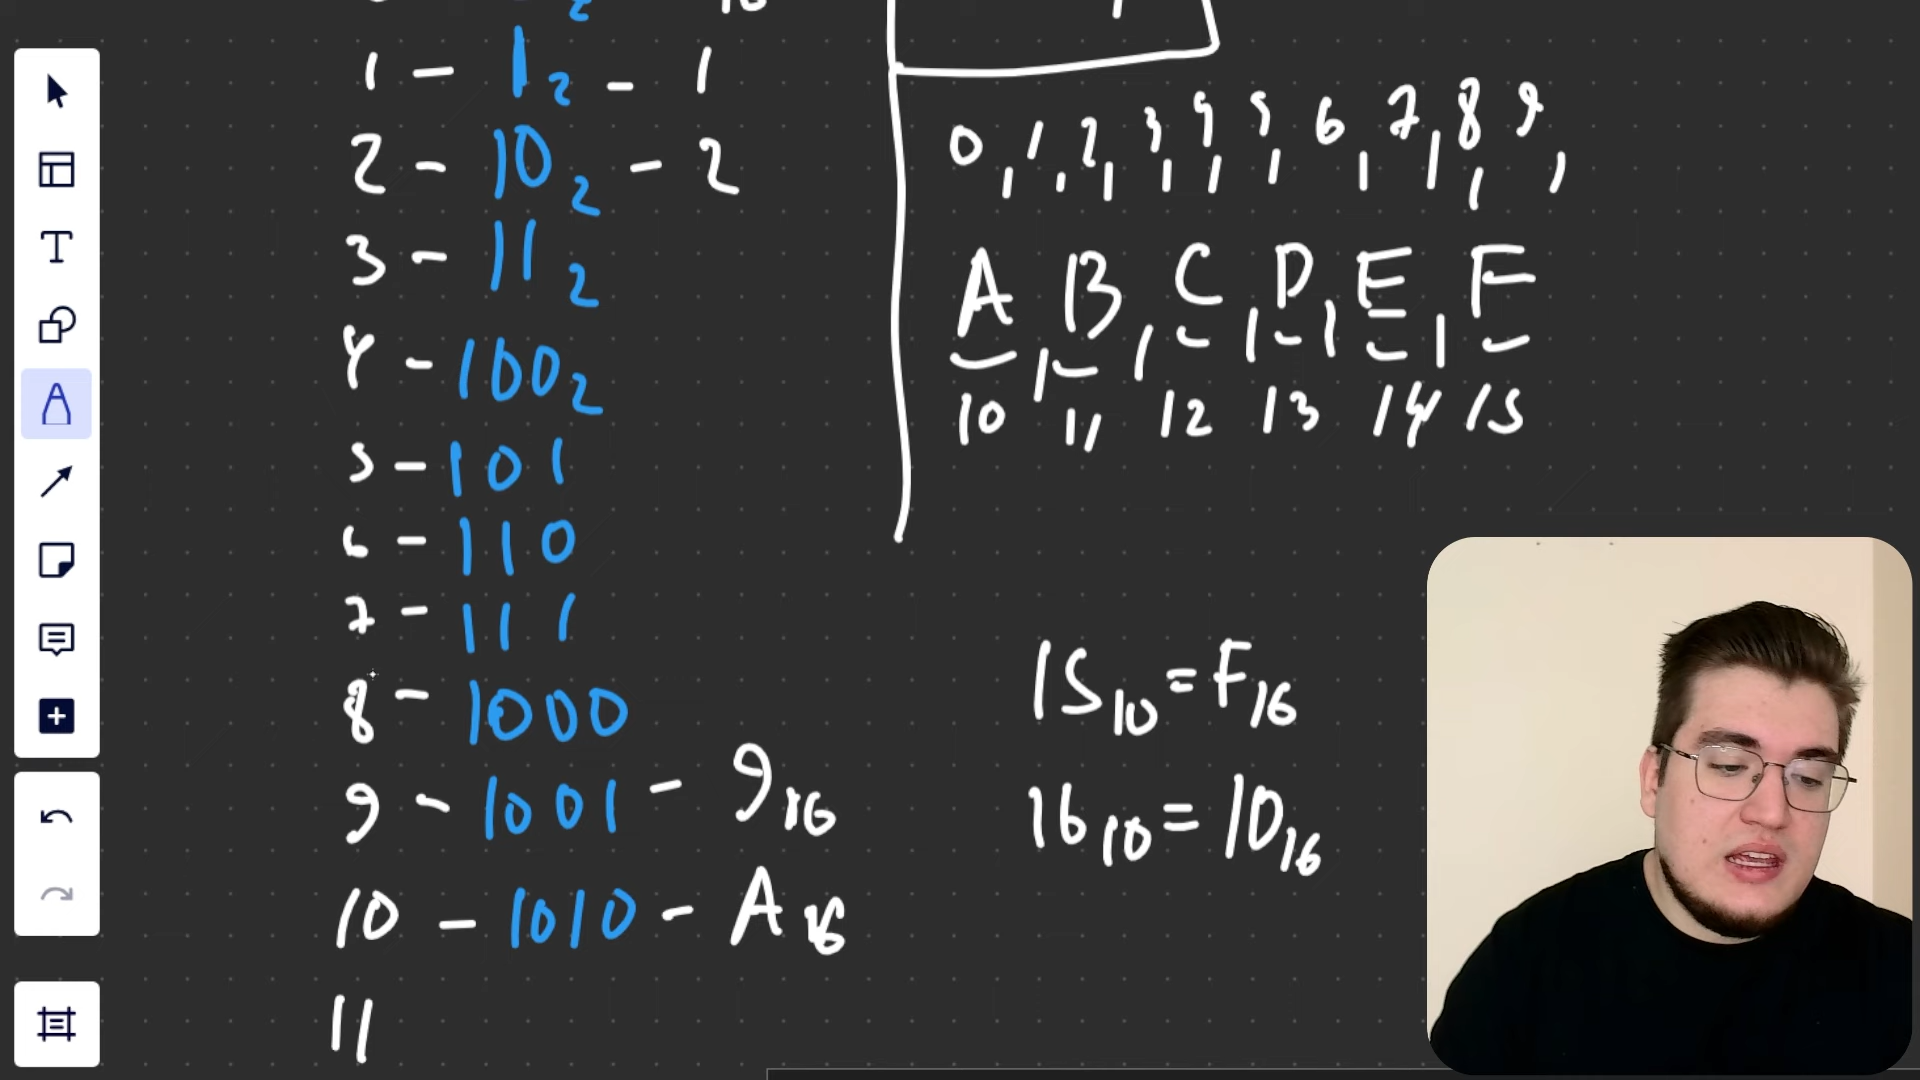 1 - 1₂ - 1
2 - 10₂ - 2
3 - 11₂
4 - 100₂
5 - 101
6 - 110
7 - 111
8 - 1000
9 - 1001 - 9₁₆
10 - 1010 - A₁₆
11
0, 1, 2, 3, 4, 5, 6, 7, 8, 9,
A, B, C, D, E, F
10 11 12 13 14 15
15₁₀ = F₁₆
16₁₀ = 10₁₆
T